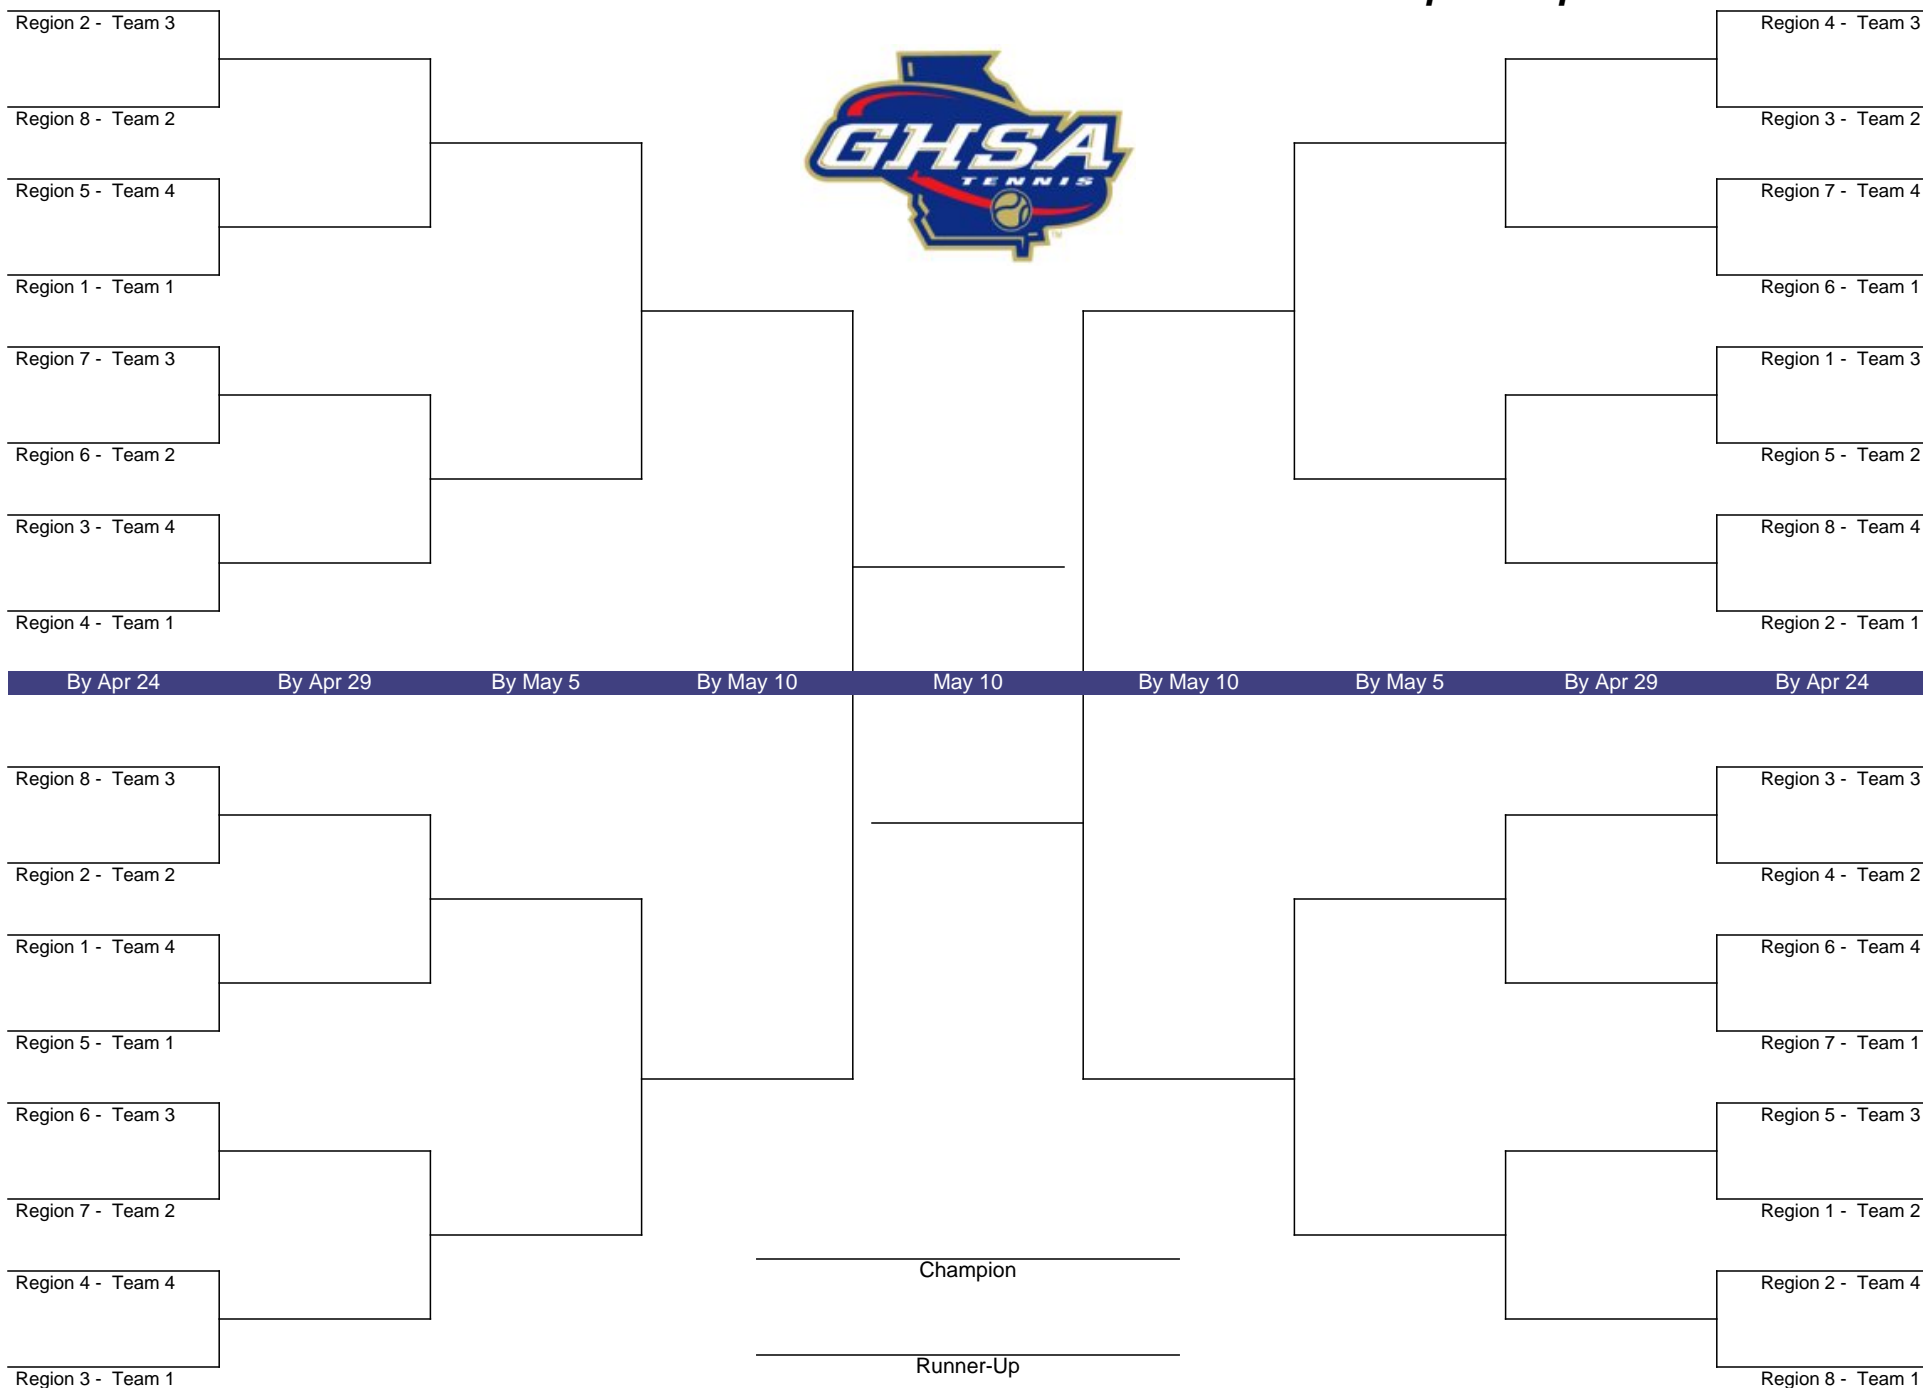 Region 2 - Team 3
Region 8 - Team 2
Region 5 - Team 4
Region 1 - Team 1
Region 7 - Team 3
Region 6 - Team 2
Region 3 - Team 4
Region 4 - Team 1
GHSA
TENNIS
TM
Region 4 - Team 3
Region 3 - Team 2
Region 7 - Team 4
Region 6 - Team 1
Region 1 - Team 3
Region 5 - Team 2
Region 8 - Team 4
Region 2 - Team 1
By Apr 24 By Apr 29 By May 5 By May 10 May 10 By May 10 By May 5 By Apr 29 By Apr 24
Region 8 - Team 3
Region 2 - Team 2
Region 1 - Team 4
Region 5 - Team 1
Region 6 - Team 3
Region 7 - Team 2
Region 4 - Team 4
Region 3 - Team 1
Champion
Runner-Up
Region 3 - Team 3
Region 4 - Team 2
Region 6 - Team 4
Region 7 - Team 1
Region 5 - Team 3
Region 1 - Team 2
Region 2 - Team 4
Region 8 - Team 1